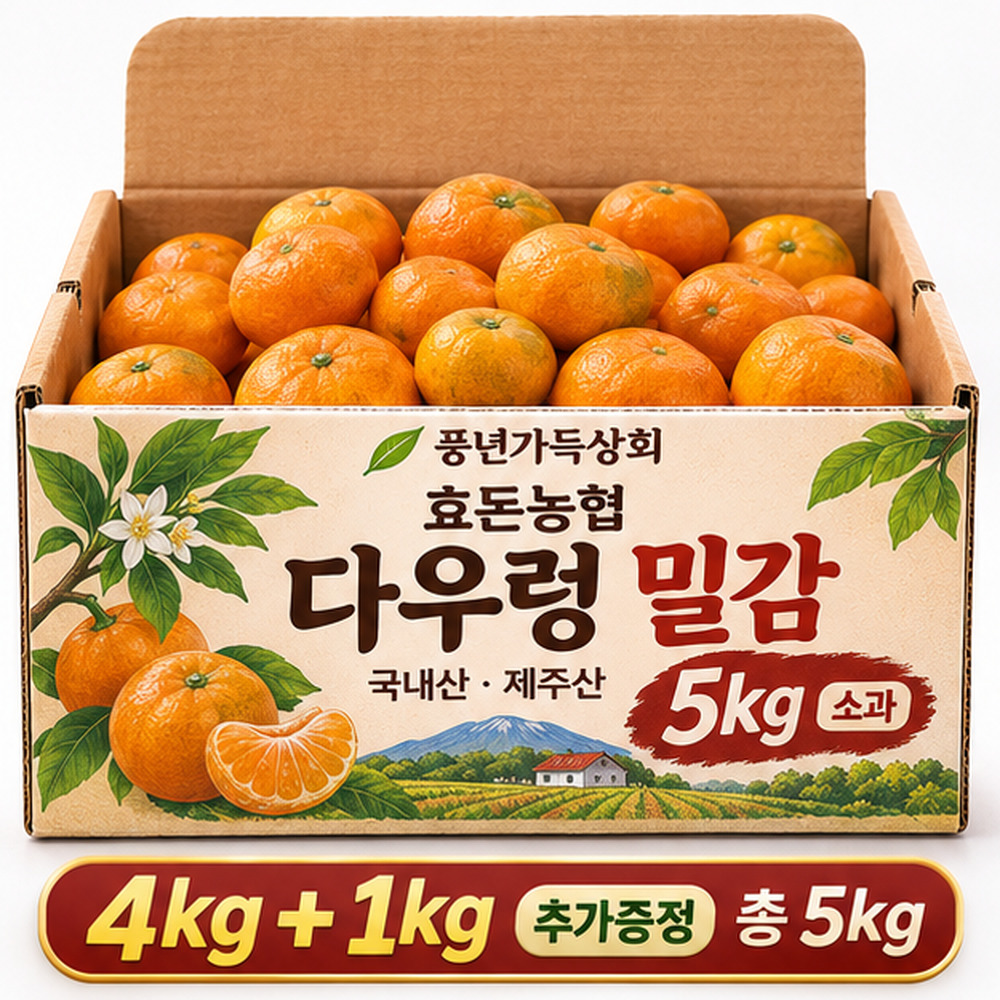 풍년가득상회
효돈농협
다우렁 밀감
국내산 · 제주산
5kg 소과
4kg + 1kg 추가증정 총 5kg